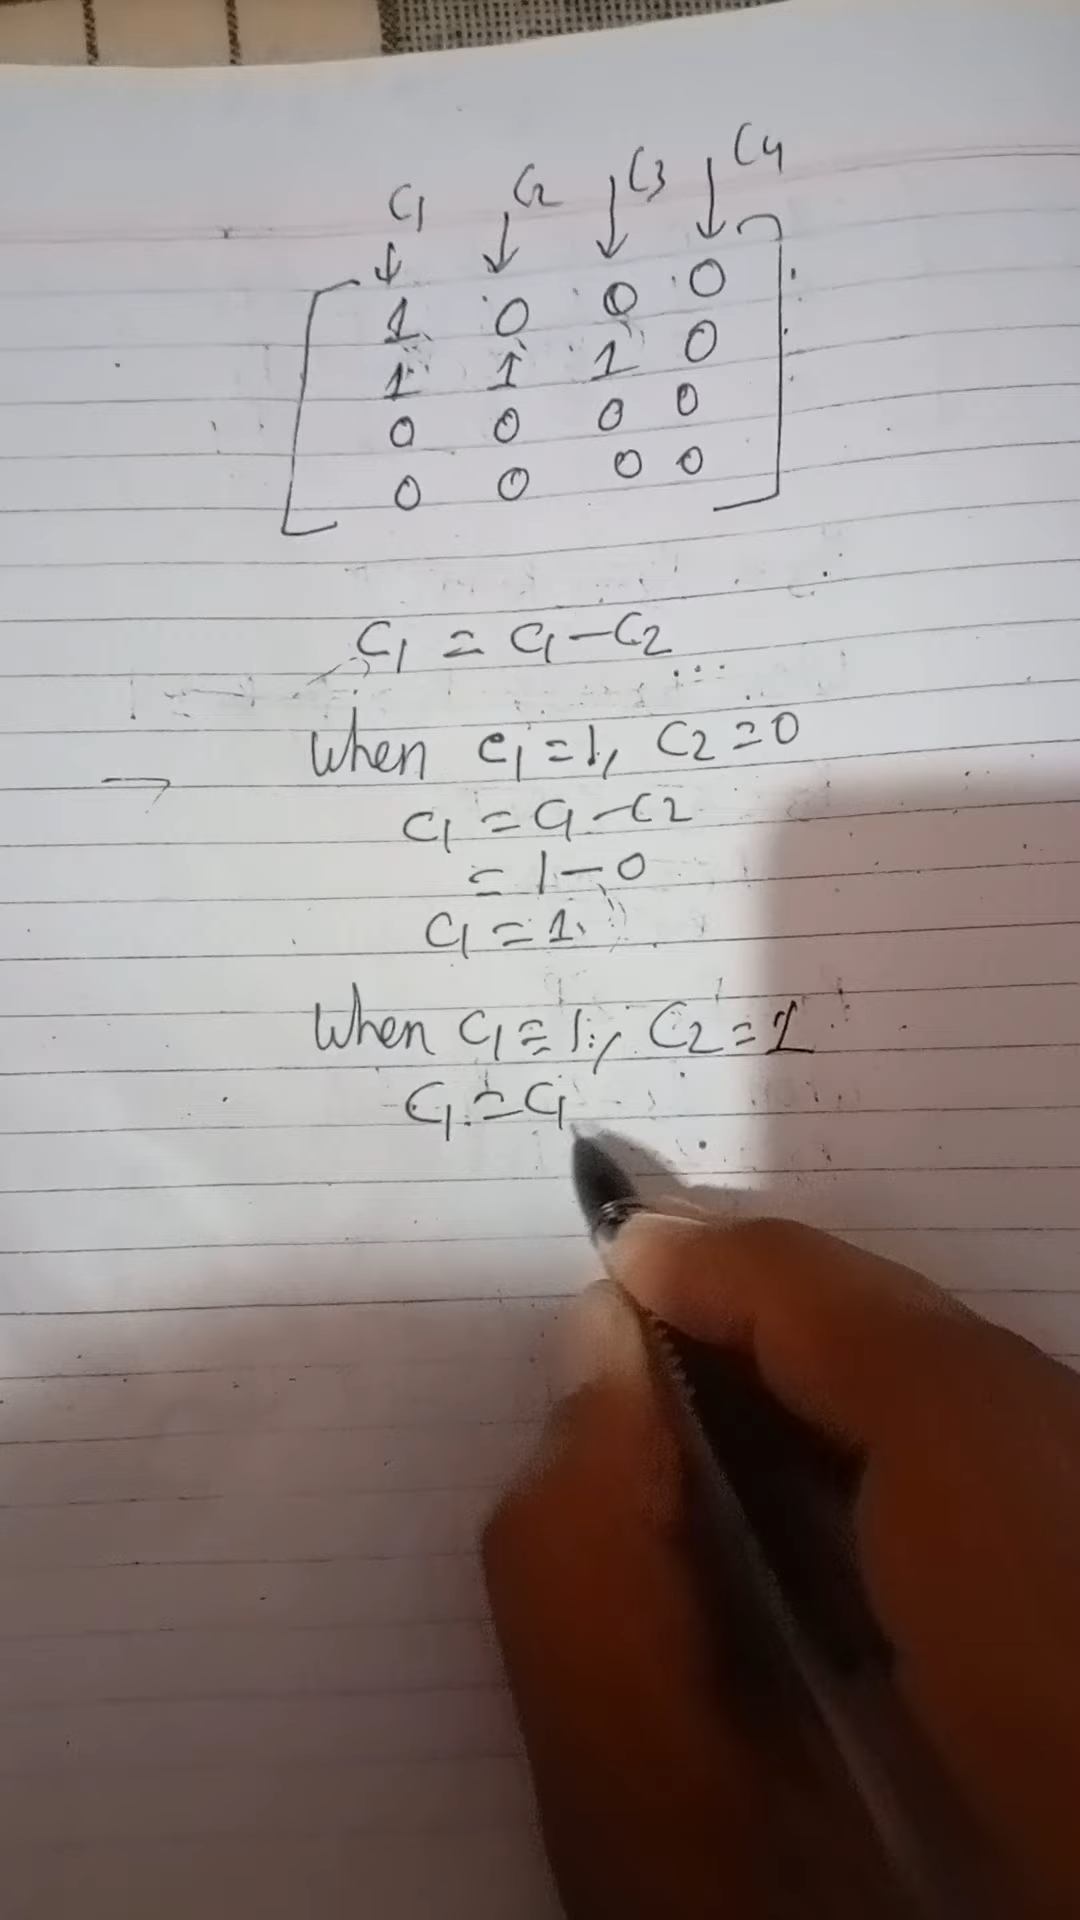 C1 C2 C3 C4
1 0 0 0
1 1 1 0
0 0 0 0
0 0 0 0
C1 = C1 - C2
When C1 = 1, C2 = 0
C1 = C1 - C2
= 1 - 0
C1 = 1
When C1 = 1, C2 = 1
C1 = C1